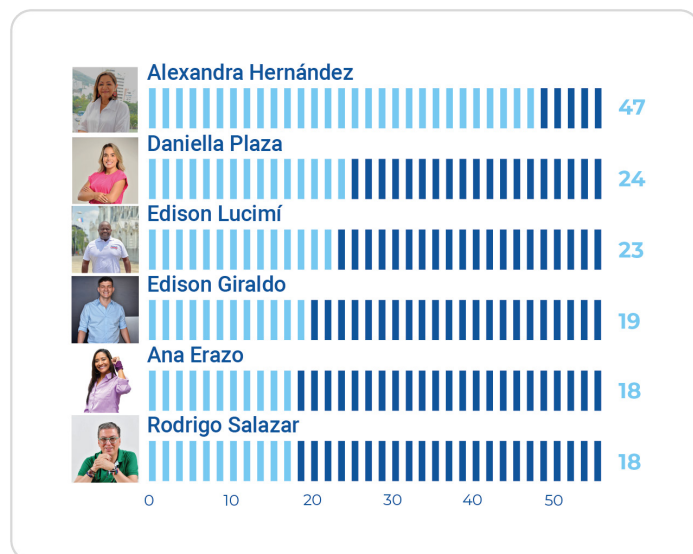 Alexandra Hernández
47
Daniella Plaza
24
Edison Lucimí
23
Edison Giraldo
19
Ana Erazo
18
Rodrigo Salazar
18
0 10 20 30 40 50